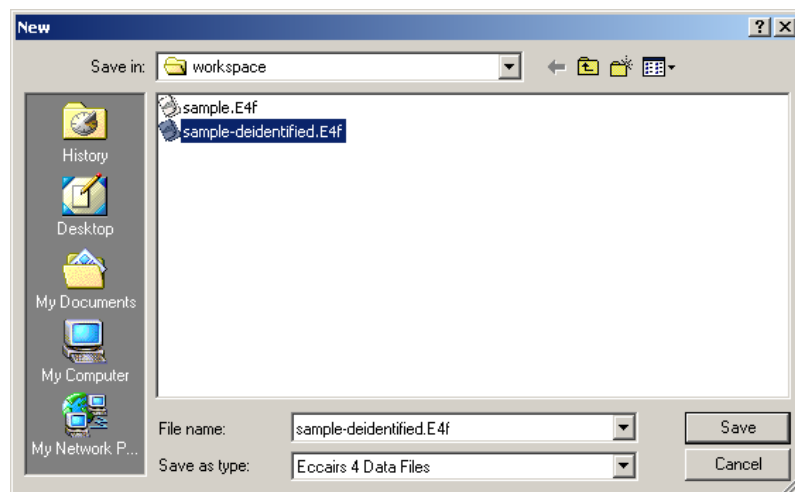 New
Save in: workspace
sample.E4f
sample-deidentified.E4f
History
Desktop
My Documents
My Computer
My Network P...
File name: sample-deidentified.E4f Save
Save as type: Eccairs 4 Data Files Cancel